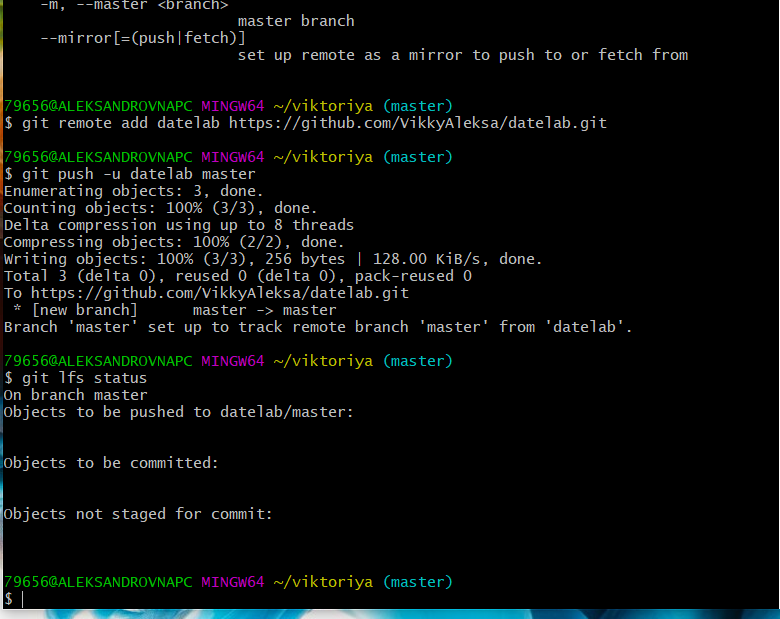 -m, --master <branch>
master branch
--mirror[=(push|fetch)]
set up remote as a mirror to push to or fetch from
79656@ALEKSANDROVNAPC MINGW64 ~/viktoriya (master)
$ git remote add datelab https://github.com/VikkyAleksa/datelab.git
79656@ALEKSANDROVNAPC MINGW64 ~/viktoriya (master)
$ git push -u datelab master
Enumerating objects: 3, done.
Counting objects: 100% (3/3), done.
Delta compression using up to 8 threads
Compressing objects: 100% (2/2), done.
Writing objects: 100% (3/3), 256 bytes | 128.00 KiB/s, done.
Total 3 (delta 0), reused 0 (delta 0), pack-reused 0
To https://github.com/VikkyAleksa/datelab.git
* [new branch]      master -> master
Branch 'master' set up to track remote branch 'master' from 'datelab'.
79656@ALEKSANDROVNAPC MINGW64 ~/viktoriya (master)
$ git lfs status
On branch master
Objects to be pushed to datelab/master:
Objects to be committed:
Objects not staged for commit:
79656@ALEKSANDROVNAPC MINGW64 ~/viktoriya (master)
$